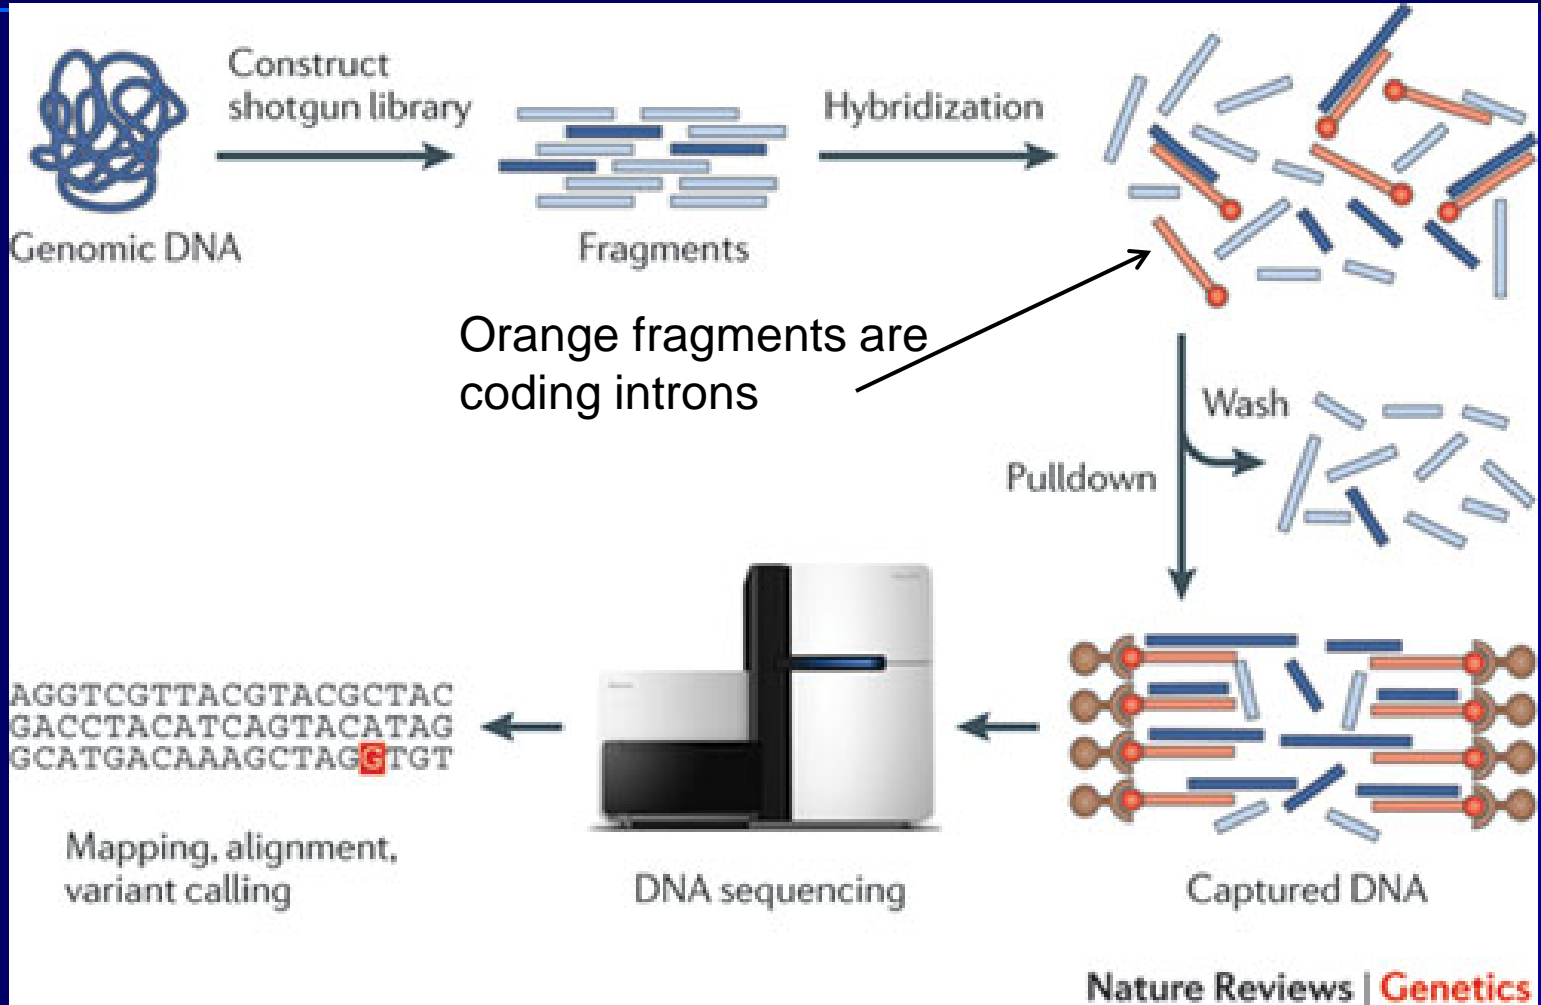 Construct
shotgun library
Hybridization
Genomic DNA
Fragments
Orange fragments are
coding introns
Wash
Pulldown
AGGTCGTTACGTACGCTAC
GACCTACATCAGTACATAG
GCATGACAAAGCTAGGTGT
Mapping, alignment,
variant calling
DNA sequencing
Captured DNA
Nature Reviews | Genetics